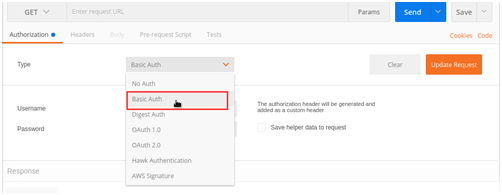 GET Enter request URL Params Send Save
Authorization Headers Body Pre-request Script Tests Cookies Code
Type Basic Auth Clear Update Request
No Auth
Basic Auth
Digest Auth
OAuth 1.0
OAuth 2.0
Hawk Authentication
AWS Signature
Username
Password
The authorization header will be generated and
added as a custom header
Save helper data to request
Response